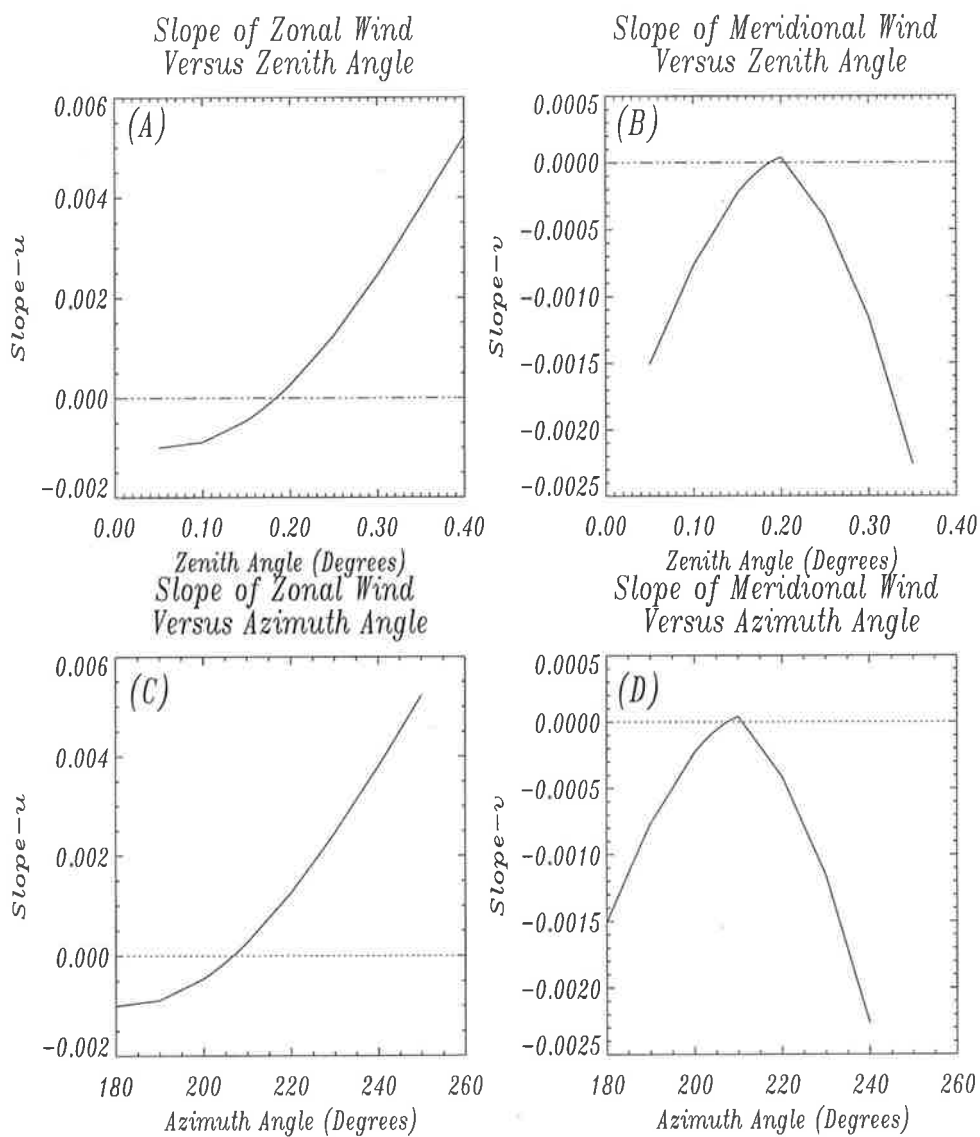 Slope of Zonal Wind
Versus Zenith Angle
(A)
0.006
0.004
0.002
0.000
-0.002
Slope-u
0.00 0.10 0.20 0.30 0.40
Zenith Angle (Degrees)
Slope of Meridional Wind
Versus Zenith Angle
(B)
0.0005
0.0000
-0.0005
-0.0010
-0.0015
-0.0020
-0.0025
Slope-v
0.00 0.10 0.20 0.30 0.40
Zenith Angle (Degrees)
Slope of Zonal Wind
Versus Azimuth Angle
(C)
0.006
0.004
0.002
0.000
-0.002
Slope-u
180 200 220 240 260
Azimuth Angle (Degrees)
Slope of Meridional Wind
Versus Azimuth Angle
(D)
0.0005
0.0000
-0.0005
-0.0010
-0.0015
-0.0020
-0.0025
Slope-v
180 200 220 240 260
Azimuth Angle (Degrees)